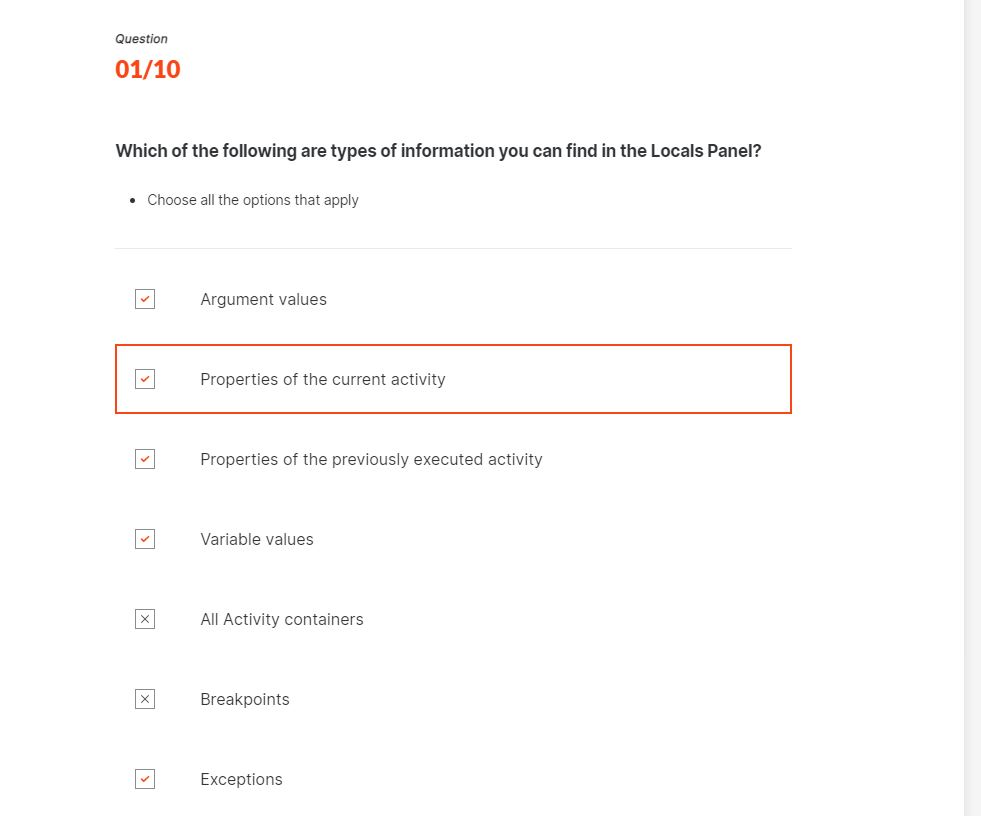 Question
01/10
Which of the following are types of information you can find in the Locals Panel?
Choose all the options that apply
Argument values
Properties of the current activity
Properties of the previously executed activity
Variable values
All Activity containers
Breakpoints
Exceptions